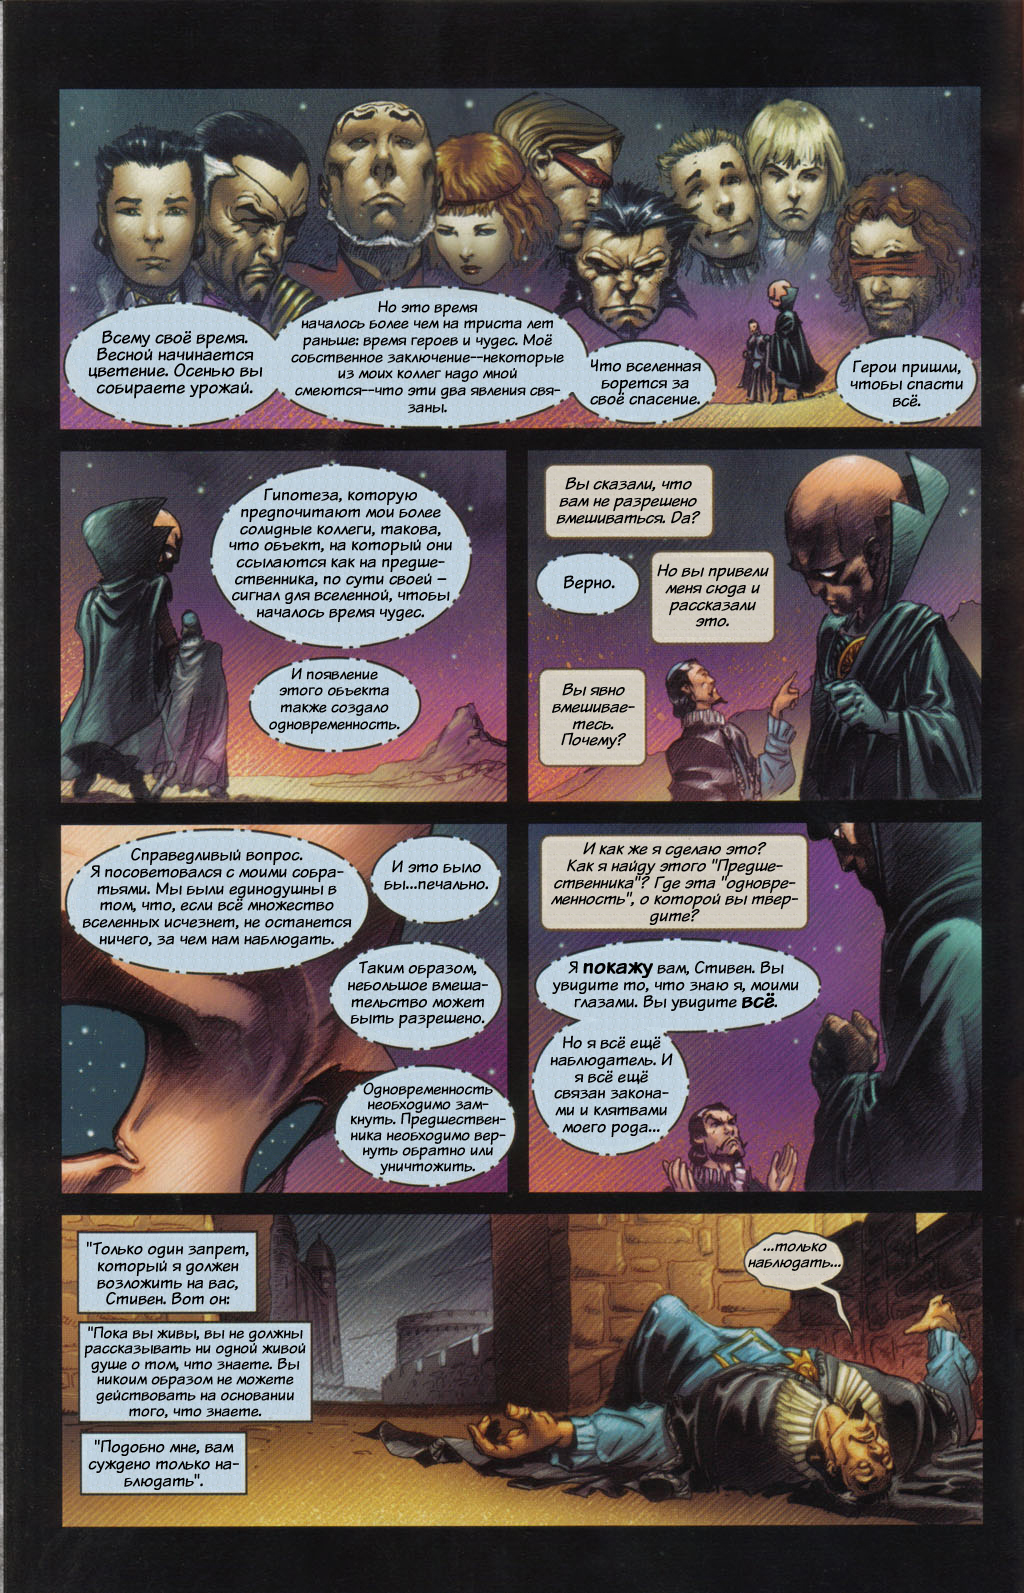 Всему своё время.
Весной начинается
цветение. Осенью вы
собираете урожай.
Но это время
началось более чем на триста лет
раньше: время героев и чудес. Моё
собственное заключение--некоторые
из моих коллег надо мной
смеются--что эти два явления свя-
заны.
Что вселенная
борется за
своё спасение.
Герои пришли,
чтобы спасти
всё.
Гипотеза, которую
предпочитают мои более
солидные коллеги, такова,
что объект, на который они
ссылаются как на предше-
ственника, по сути своей –
сигнал для вселенной, чтобы
началось время чудес.
И появление
этого объекта
также создало
одновременность.
Вы сказали, что
вам не разрешено
вмешиваться. Da?
Верно.
Но вы привели
меня сюда и
рассказали
это.
Вы явно
вмешивае-
тесь.
Почему?
Справедливый вопрос.
Я посоветовался с моими собра-
тьями. Мы были единодушны в
том, что, если всё множество
вселенных исчезнет, не останется
ничего, за чем нам наблюдать.
И это было
бы...печально.
Таким образом,
небольшое вмеша-
тельство может
быть разрешено.
Одновременность
необходимо зам-
кнуть. Предшествен-
ника необходимо вер-
нуть обратно или
уничтожить.
И как же я сделаю это?
Как я найду этого "Предше-
ственника"? Где эта "одновре-
менность", о которой вы твер-
дите?
Я покажу вам, Стивен. Вы
увидите то, что знаю я, моими
глазами. Вы увидите всё.
Но я всё ещё
наблюдатель. И
я всё ещё
связан закона-
ми и клятвами
моего рода...
"Только один запрет,
который я должен
возложить на вас,
Стивен. Вот он:
"Пока вы живы, вы не должны
рассказывать ни одной живой
душе о том, что знаете. Вы
никоим образом не можете
действовать на основании
того, что знаете.
"Подобно мне, вам
суждено только на-
блюдать".
...только
наблюдать...